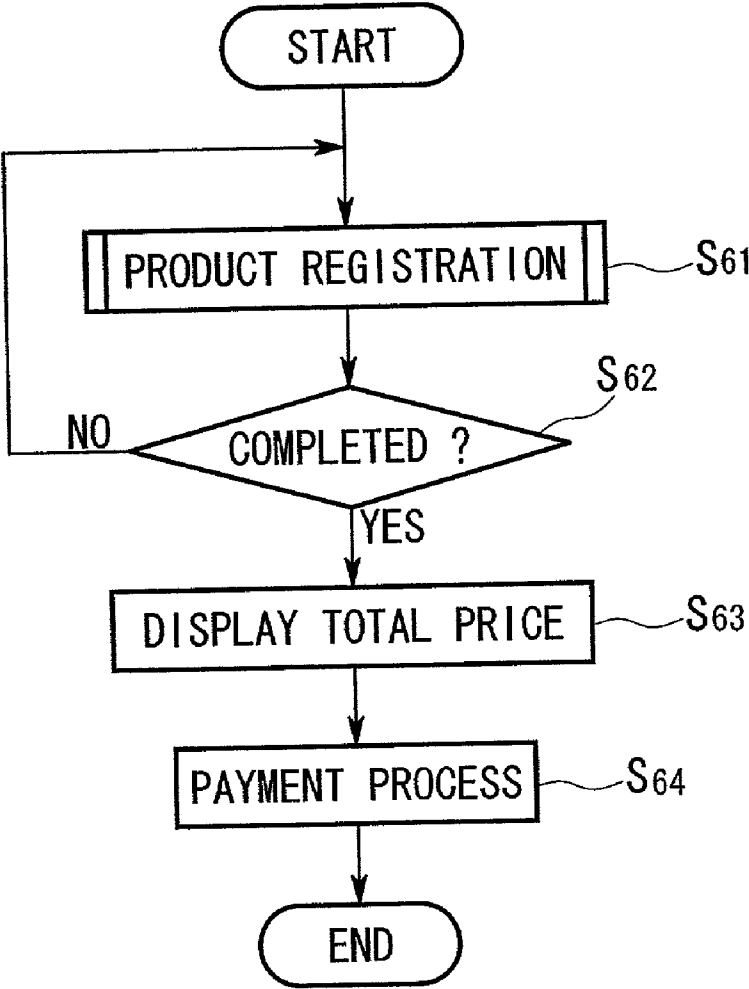 START
PRODUCT REGISTRATION
S61
S62
NO
COMPLETED ?
YES
DISPLAY TOTAL PRICE
S63
PAYMENT PROCESS
S64
END